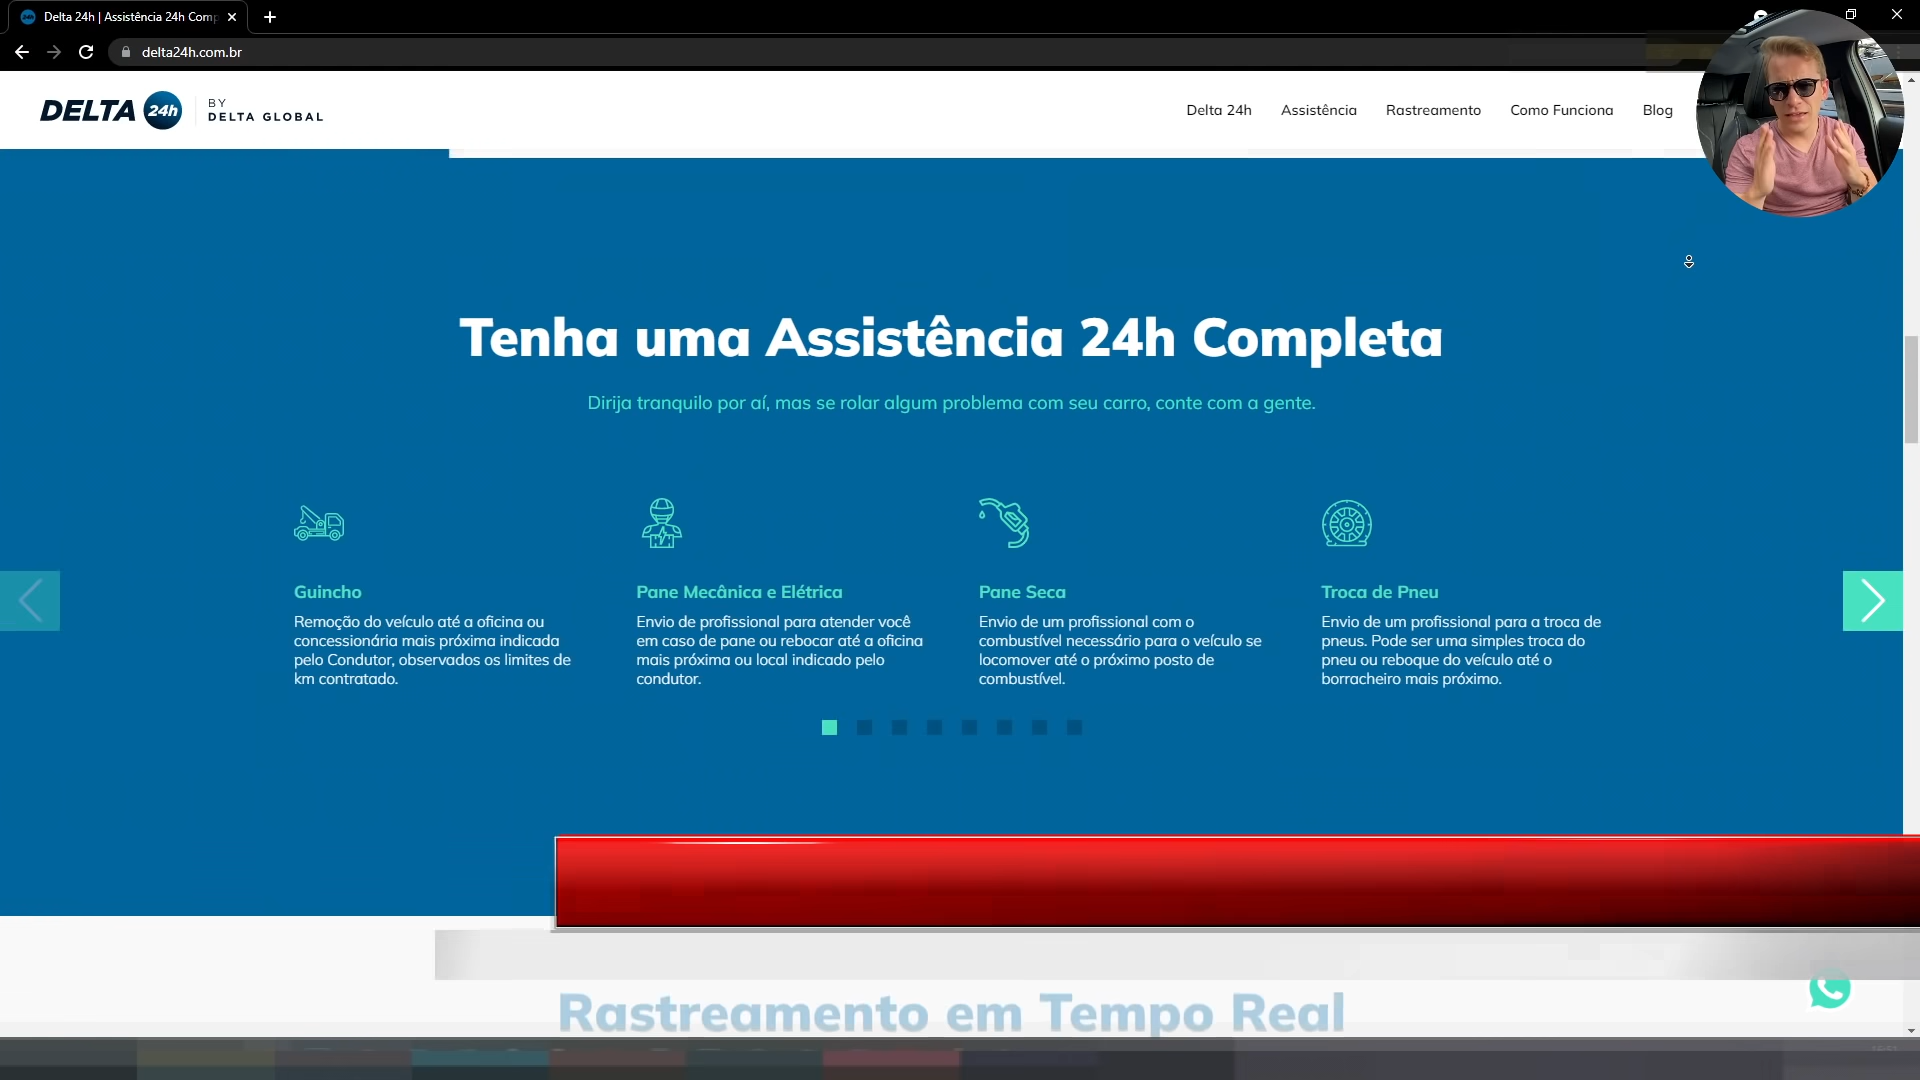 Delta 24h | Assistência 24h Comp
delta24h.com.br
DELTA 24h BY
DELTA GLOBAL
Delta 24h Assistência Rastreamento Como Funciona Blog
Tenha uma Assistência 24h Completa
Dirija tranquilo por aí, mas se rolar algum problema com seu carro, conte com a gente.
Guincho
Remoção do veículo até a oficina ou
concessionária mais próxima indicada
pelo Condutor, observados os limites de
km contratado.
Pane Mecânica e Elétrica
Envio de profissional para atender você
em caso de pane ou rebocar até a oficina
mais próxima ou local indicado pelo
condutor.
Pane Seca
Envio de um profissional com o
combustível necessário para o veículo se
locomover até o próximo posto de
combustível.
Troca de Pneu
Envio de um profissional para a troca de
pneus. Pode ser uma simples troca do
pneu ou reboque do veículo até o
borracheiro mais próximo.
Rastreamento em Tempo Real